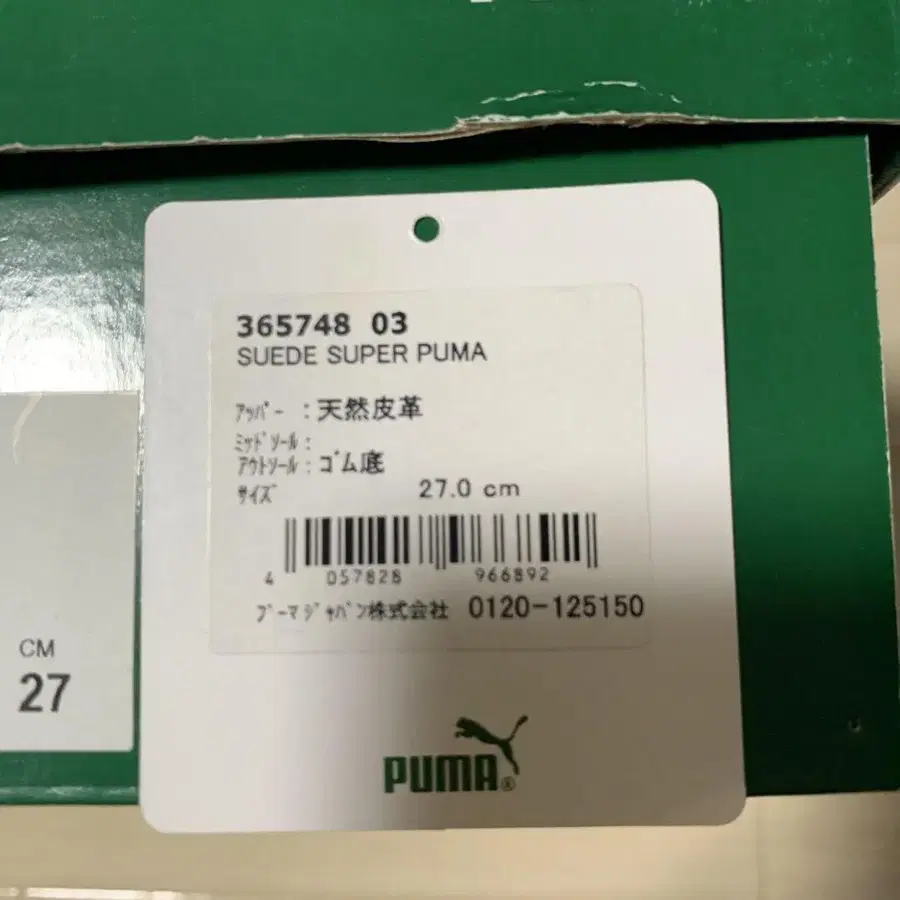 365748 03
SUEDE SUPER PUMA
ｱｯﾊﾟｰ : 天然皮革
ﾐｯﾄﾞｿｰﾙ :
ｱｳﾄｿｰﾙ : ｺﾞﾑ底
ｻｲｽﾞ 27.0 cm
4 057828 966892
ﾌﾟｰﾏ ｼﾞｬﾊﾟﾝ株式会社 0120-125150
CM
27
PUMA®